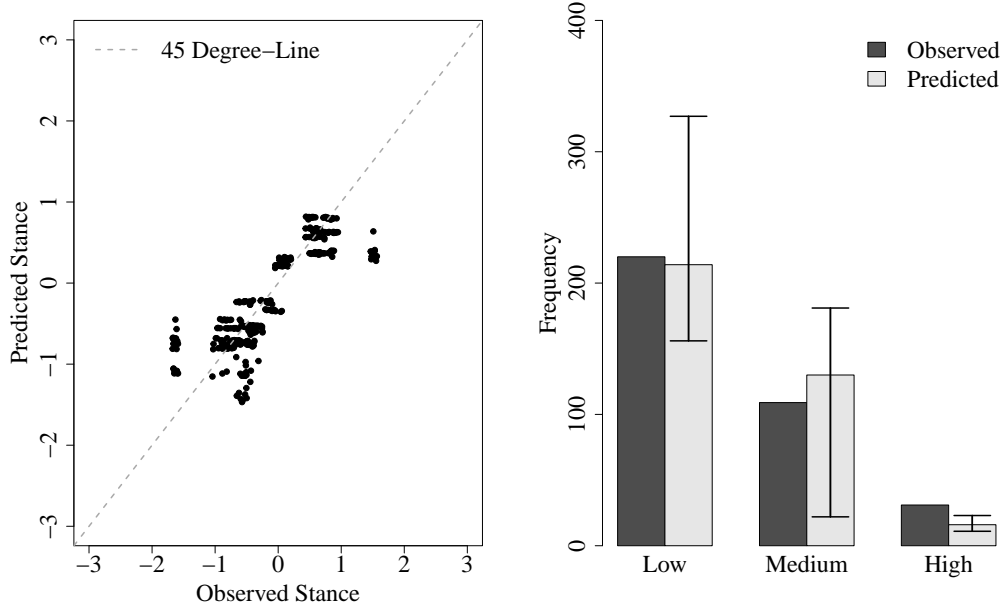 45 Degree−Line
3
2
1
0
−1
−2
−3
Predicted Stance
−3 −2 −1 0 1 2 3
Observed Stance
400
300
200
100
0
Frequency
Observed
Predicted
Low Medium High